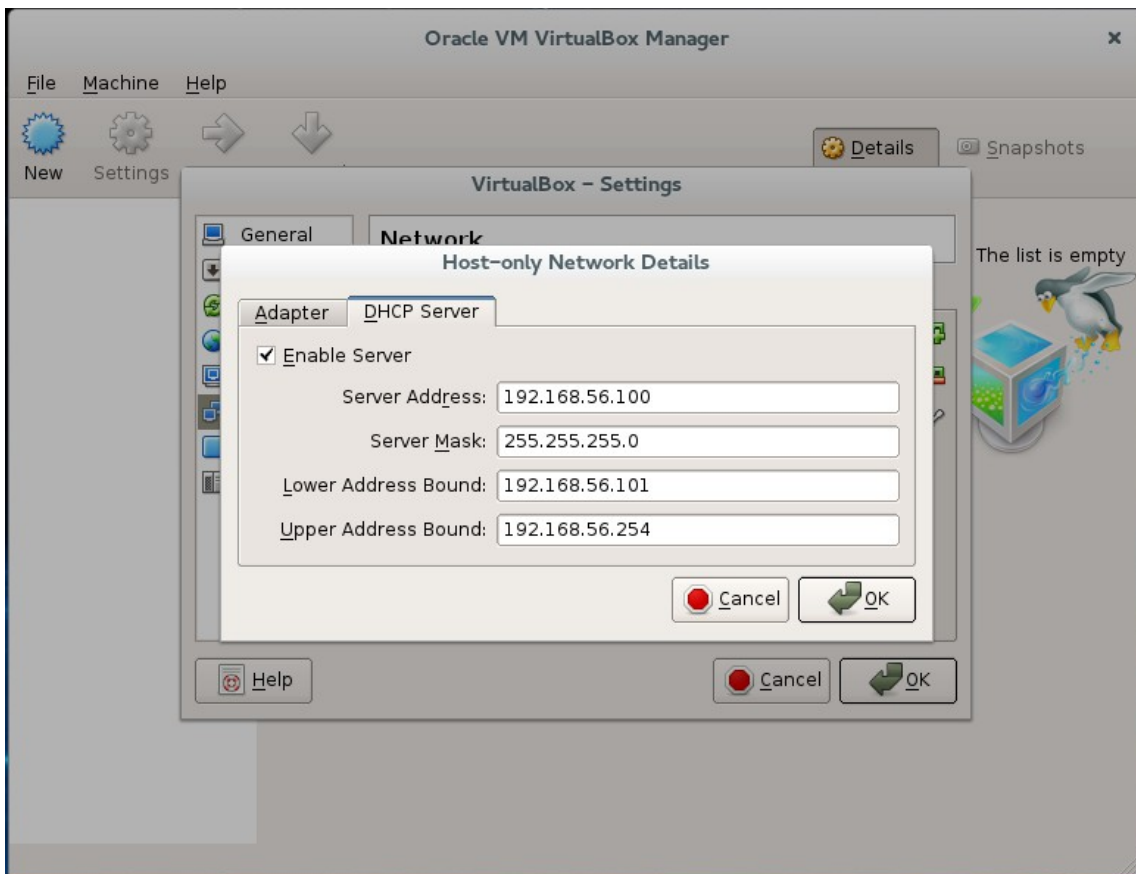 Oracle VM VirtualBox Manager
File Machine Help
New Settings
Details Snapshots
VirtualBox – Settings
General
Network
The list is empty
Host-only Network Details
Adapter DHCP Server
Enable Server
Server Address: 192.168.56.100
Server Mask: 255.255.255.0
Lower Address Bound: 192.168.56.101
Upper Address Bound: 192.168.56.254
Cancel OK
Help Cancel OK